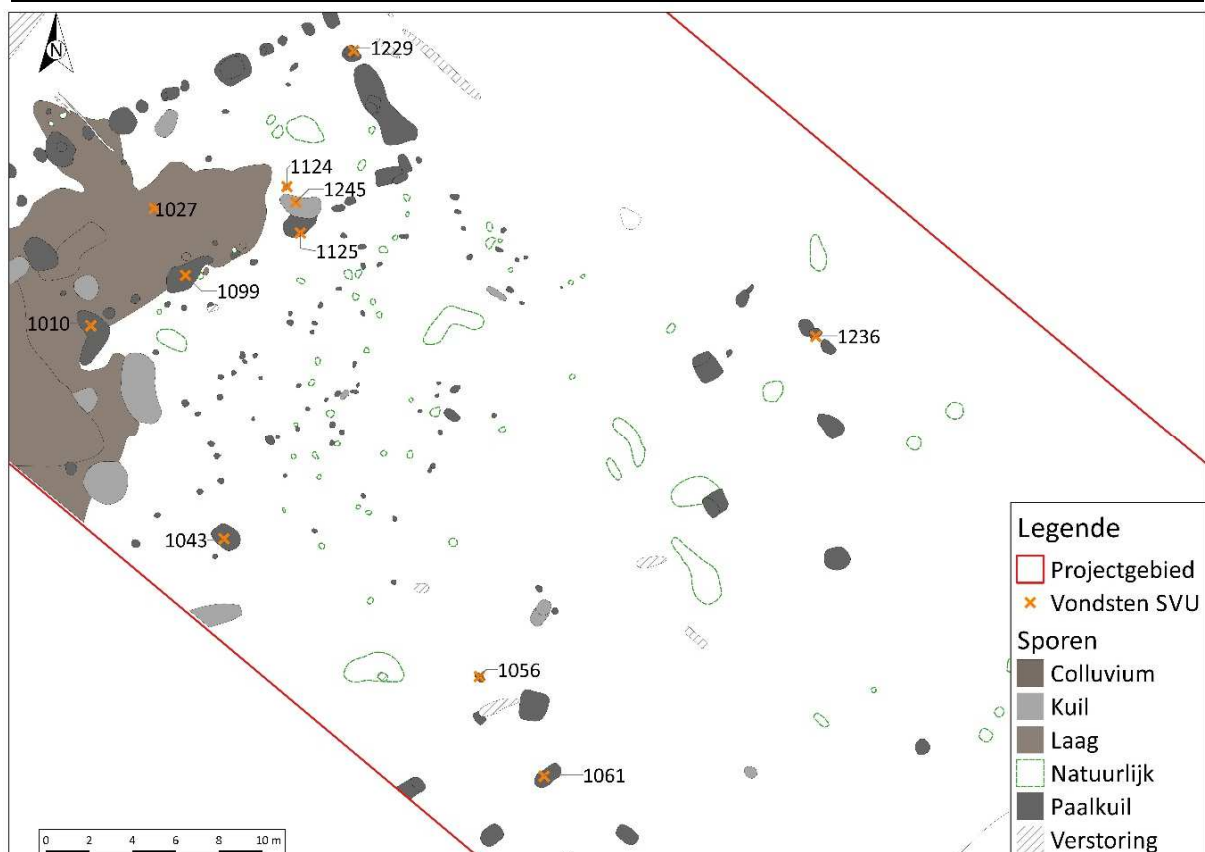 N
1229
1124
1245
1027
1125
1099
1010
1236
1043
1056
1061
0 2 4 6 8 10 m
Legende
Projectgebied
Vondsten SVU
Sporen
Colluvium
Kuil
Laag
Natuurlijk
Paalkuil
Verstoring